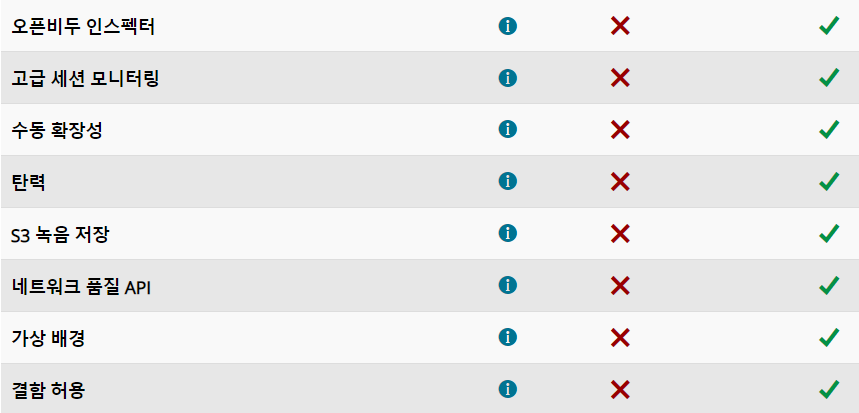 오픈비두 인스펙터
고급 세션 모니터링
수동 확장성
탄력
S3 녹음 저장
네트워크 품질 API
가상 배경
결함 허용